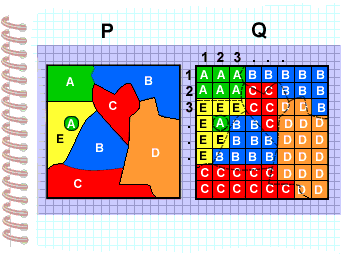 P Q
1 2 3 . . .
A B C A E B D C
1 A A A B B B B B
2 A A A C C B B B
3 E E E C C D D B
. E A B B C D D D
. E E B B B D D D
. E B B B B D D D
C C C C C D D D
C C C C C C D D